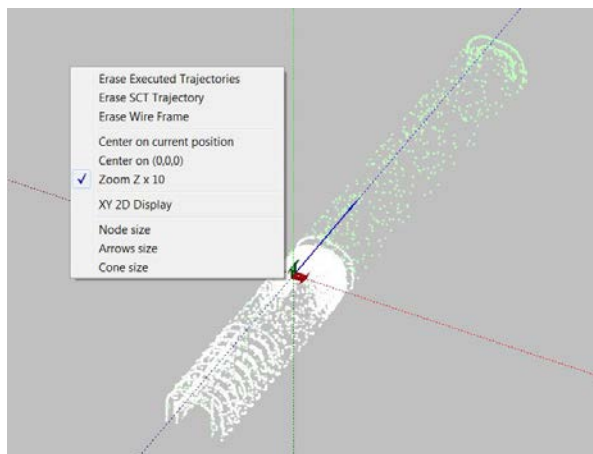 Erase Executed Trajectories
Erase SCT Trajectory
Erase Wire Frame
Center on current position
Center on (0,0,0)
Zoom Z x 10
XY 2D Display
Node size
Arrows size
Cone size